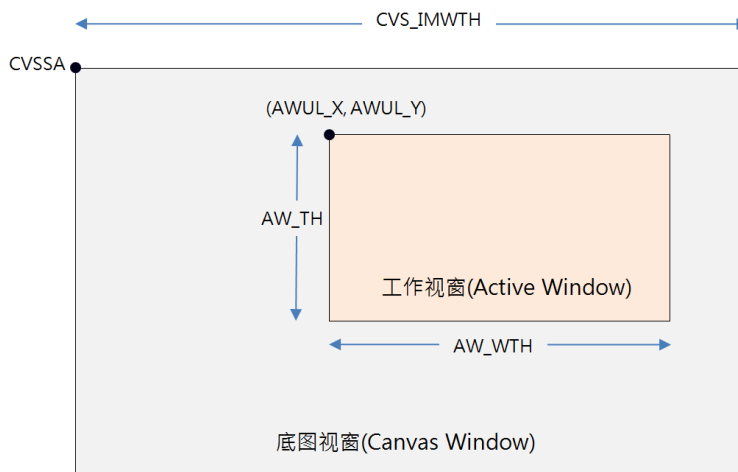 CVS_IMWTH
CVSSA
(AWUL_X, AWUL_Y)
AW_TH
工作视窗(Active Window)
AW_WTH
底图视窗(Canvas Window)